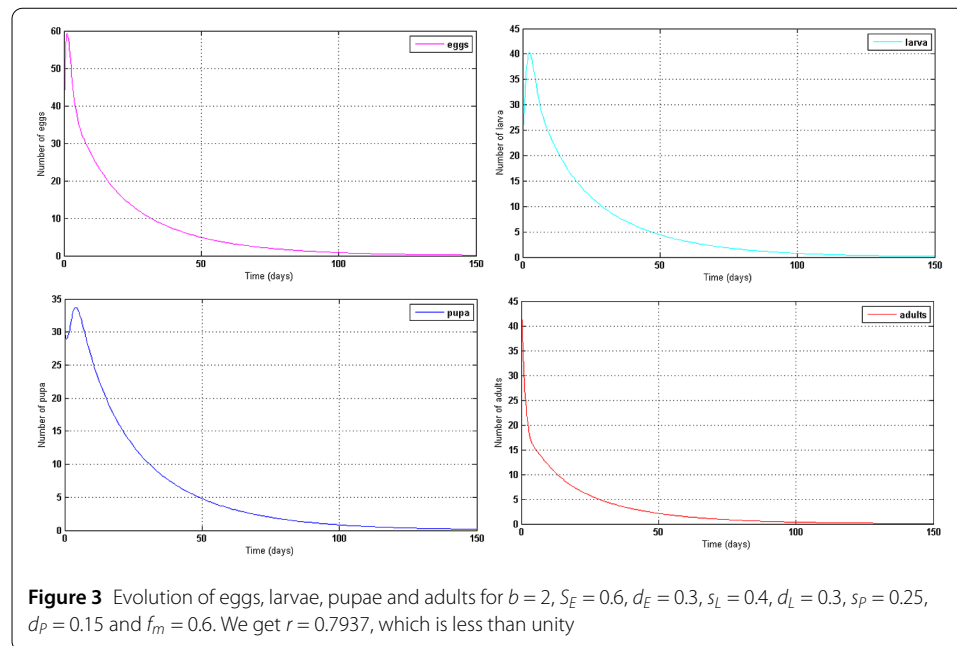 eggs
60
50
40
30
20
10
0
Number of eggs
0 50 100 150
Time (days)
larva
45
40
35
30
25
20
15
10
5
0
Number of larva
0 50 100 150
Time (days)
pupa
35
30
25
20
15
10
5
0
Number of pupa
0 50 100 150
Time (days)
adults
45
40
35
30
25
20
15
10
5
0
Number of adults
0 50 100 150
Time (days)
Figure 3 Evolution of eggs, larvae, pupae and adults for b = 2, S_E = 0.6, d_E = 0.3, s_L = 0.4, d_L = 0.3, s_P = 0.25,
d_P = 0.15 and f_m = 0.6. We get r = 0.7937, which is less than unity